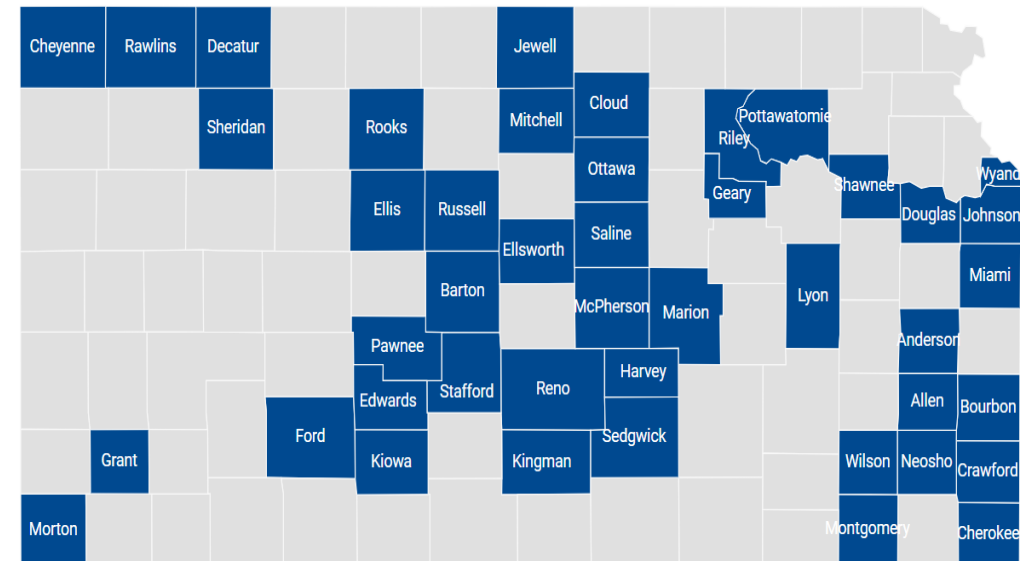 Cheyenne
Rawlins
Decatur
Jewell
Cloud
Mitchell
Pottawatomie
Sheridan
Rooks
Riley
Ottawa
Wyand
Shawnee
Geary
Ellis
Russell
Douglas
Johnson
Saline
Ellsworth
Miami
Barton
Lyon
McPherson
Marion
Anderson
Pawnee
Harvey
Reno
Stafford
Edwards
Allen
Bourbon
Ford
Sedgwick
Grant
Kiowa
Kingman
Wilson
Neosho
Crawford
Morton
Montgomery
Cherokee